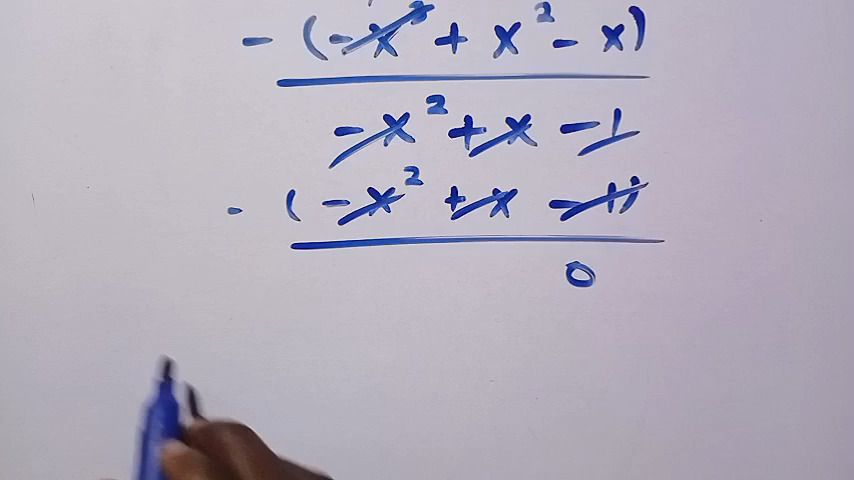 - (-x³ + x² - x)
-x² + x - 1
- (-x² + x - 1)
0